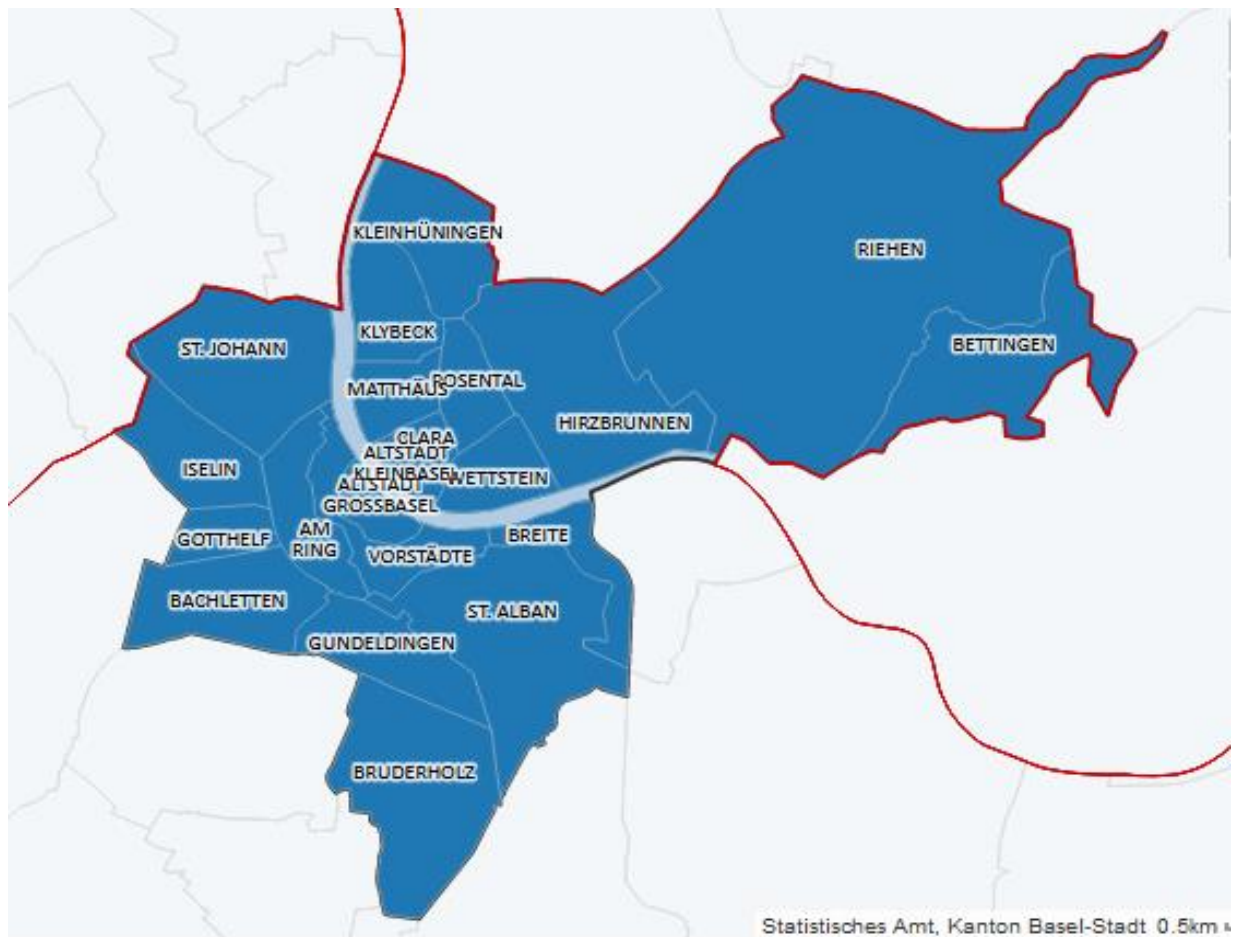 KLEINHÜNINGEN
RIEHEN
KLYBECK
BETTINGEN
ST. JOHANN
ROSENTAL
MATTHÄUS
HIRZBRUNNEN
CLARA
ALTSTADT
KLEINBASEL
ISELIN
WETTSTEIN
ALTSTADT
GROSSBASEL
AM
RING
GOTTHELF
BREITE
VORSTÄDTE
BACHLETTEN
ST. ALBAN
GUNDELDINGEN
BRUDERHOLZ
Statistisches Amt, Kanton Basel-Stadt 0.5km